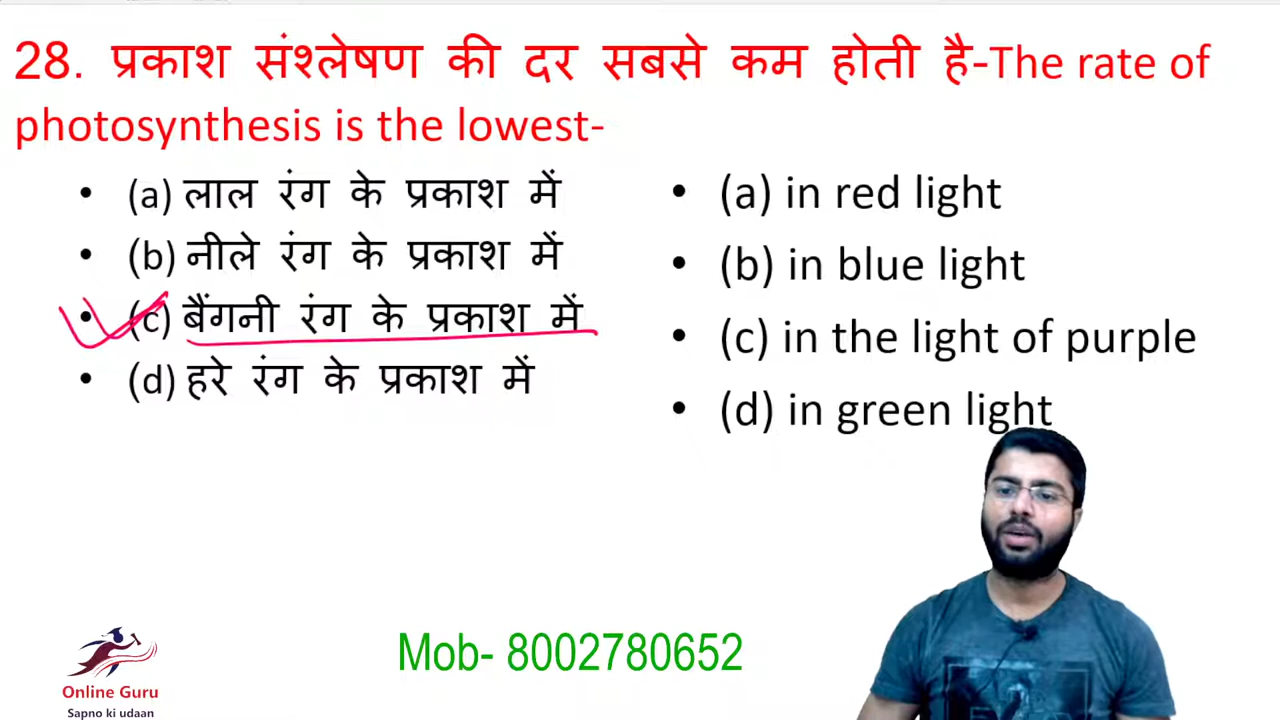 28. प्रकाश संश्लेषण की दर सबसे कम होती है-The rate of
photosynthesis is the lowest-
• (a) लाल रंग के प्रकाश में
• (b) नीले रंग के प्रकाश में
• (c) बैंगनी रंग के प्रकाश में
• (d) हरे रंग के प्रकाश में
• (a) in red light
• (b) in blue light
• (c) in the light of purple
• (d) in green light
Mob- 8002780652
Online Guru
Sapno ki udaan